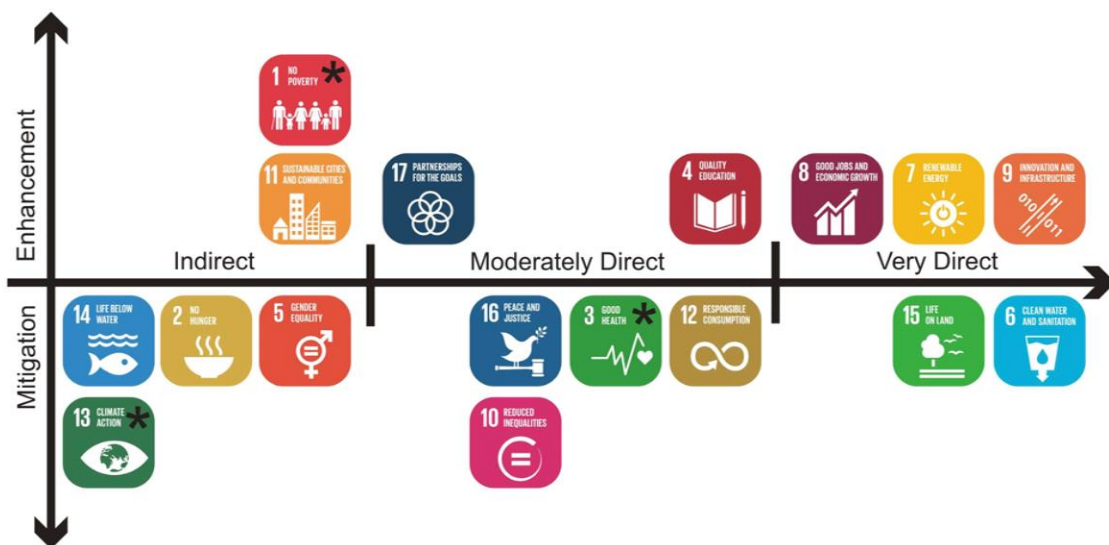 Enhancement
Mitigation
Indirect
Moderately Direct
Very Direct
1 NO
POVERTY
*
11 SUSTAINABLE CITIES
AND COMMUNITIES
17 PARTNERSHIPS
FOR THE GOALS
4 QUALITY
EDUCATION
8 GOOD JOBS AND
ECONOMIC GROWTH
7 RENEWABLE
ENERGY
9 INNOVATION AND
INFRASTRUCTURE
010
011
14 LIFE BELOW
WATER
2 NO
HUNGER
5 GENDER
EQUALITY
16 PEACE AND
JUSTICE
3 GOOD
HEALTH
*
12 RESPONSIBLE
CONSUMPTION
15 LIFE
ON LAND
6 CLEAN WATER
AND SANITATION
13 CLIMATE
ACTION
*
10 REDUCED
INEQUALITIES